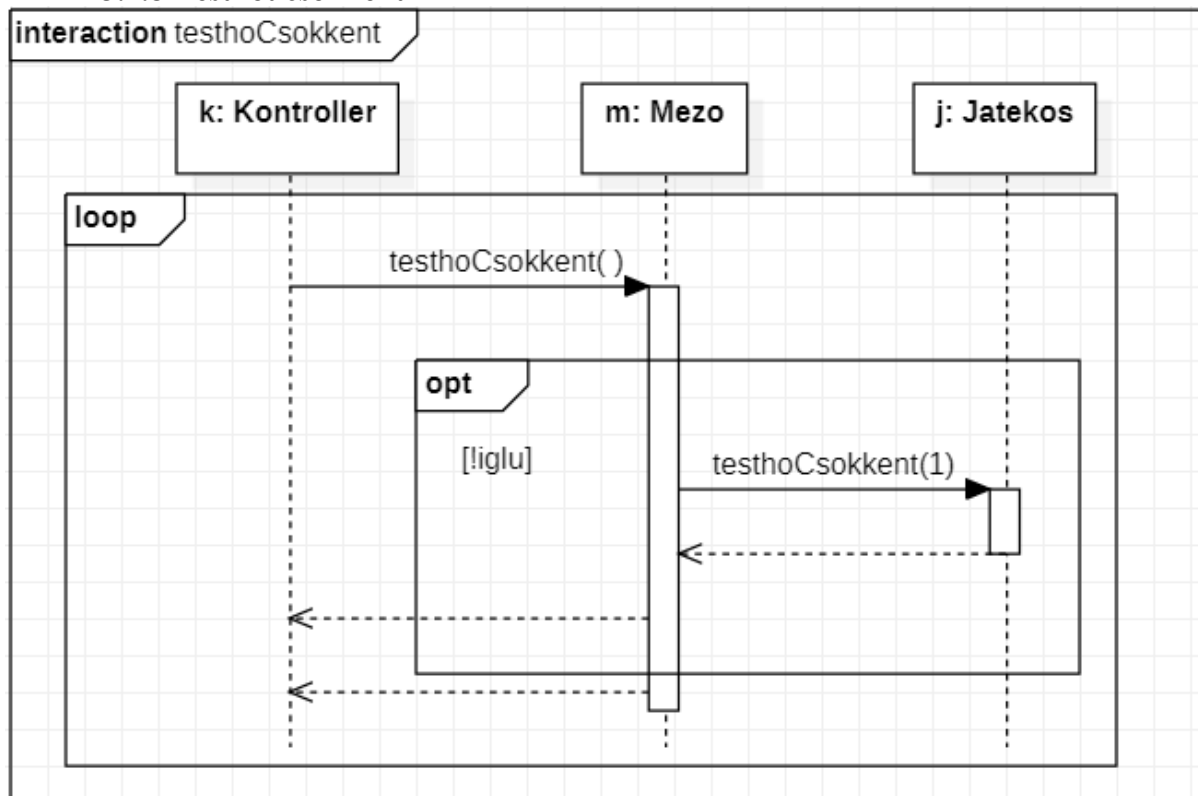 interaction testhoCsokkent
k: Kontroller
m: Mezo
j: Jatekos
loop
testhoCsokkent( )
opt
[!iglu]
testhoCsokkent(1)